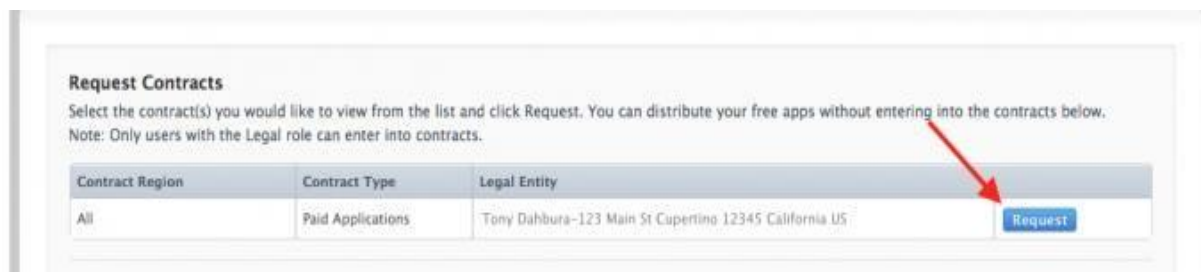 Request Contracts
Select the contract(s) you would like to view from the list and click Request. You can distribute your free apps without entering into the contracts below.
Note: Only users with the Legal role can enter into contracts.
Contract Region Contract Type Legal Entity
All Paid Applications Tony Dahbura-123 Main St Cupertino 12345 California US Request